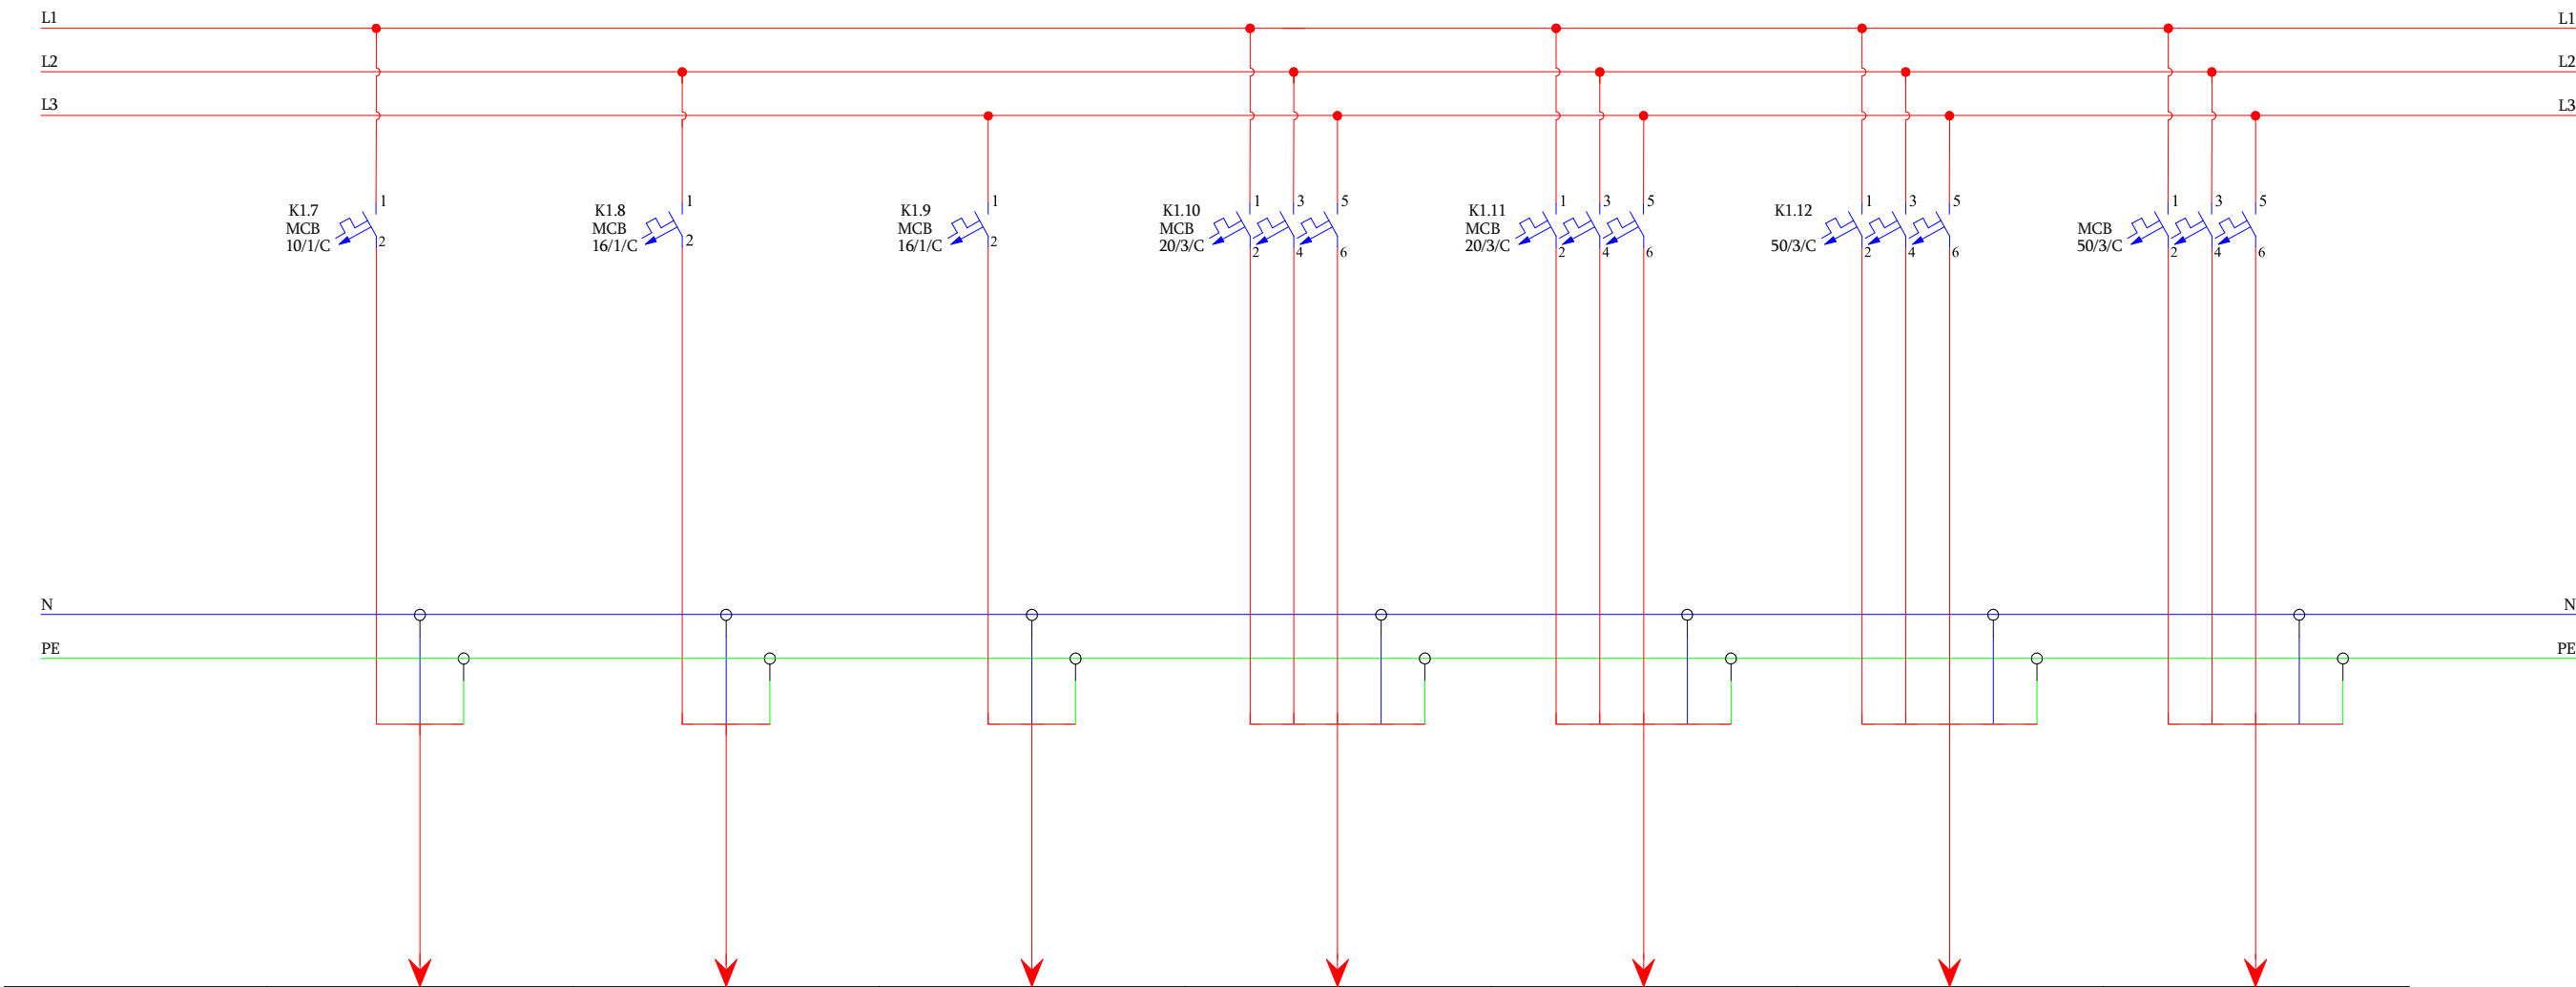 L1
L1
L2
L2
L3
L3
K1.7
MCB
10/1/C
1
2
K1.8
MCB
16/1/C
1
2
K1.9
MCB
16/1/C
1
2
K1.10
MCB
20/3/C
1 3 5
2 4 6
K1.11
MCB
20/3/C
1 3 5
2 4 6
K1.12
50/3/C
1 3 5
2 4 6
MCB
50/3/C
1 3 5
2 4 6
N
N
PE
PE